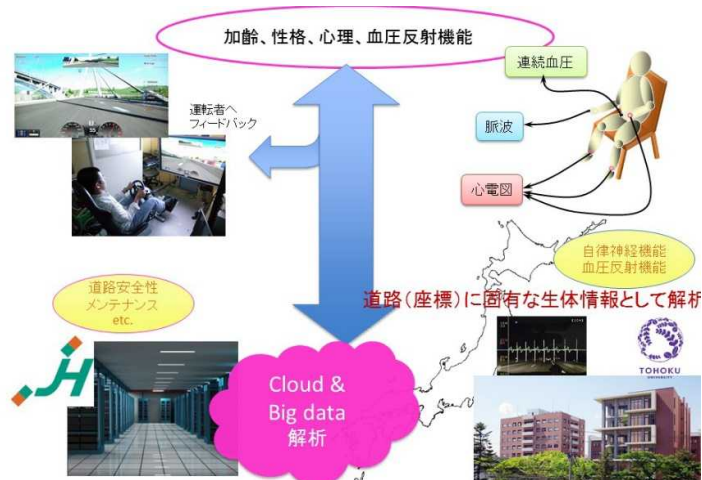 加齢、性格、心理、血圧反射機能
連続血圧
運転者へ
フィードバック
脈波
心電図
自律神経機能
血圧反射機能
道路安全性
メンテナンス
etc.
道路(座標)に固有な生体情報として解析
JH
Cloud &
Big data
解析
TOHOKU
UNIVERSITY